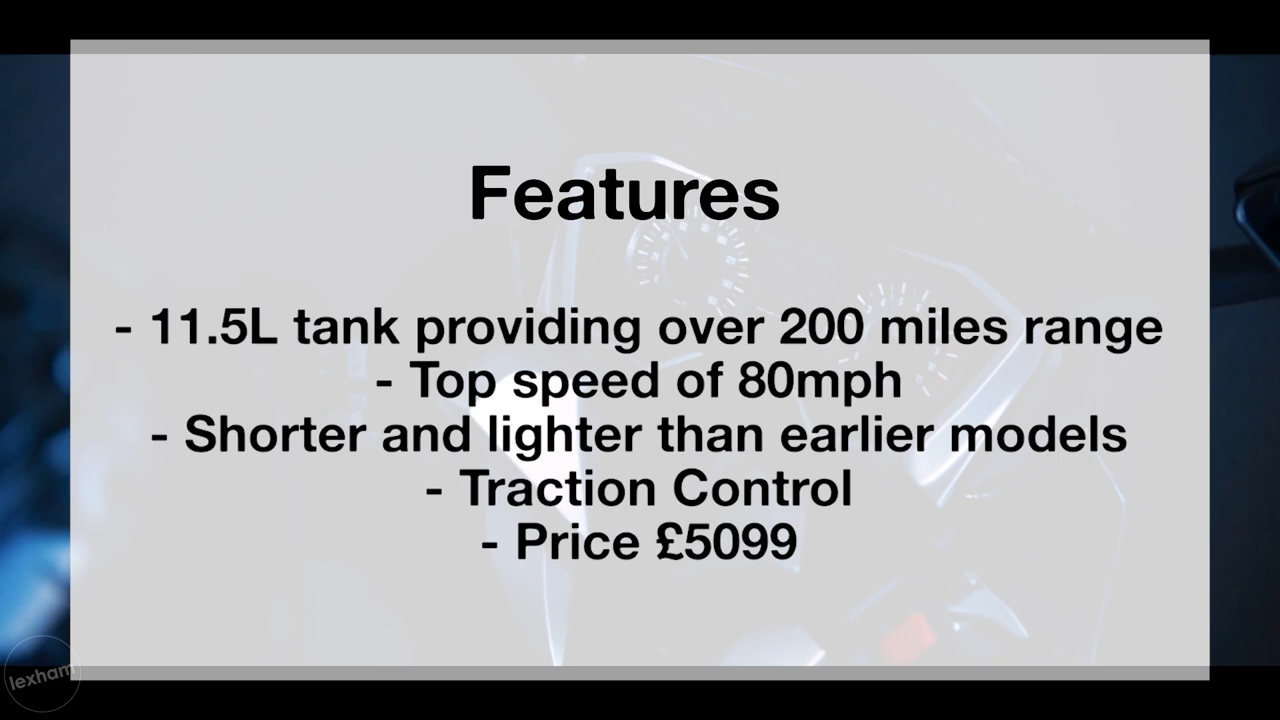 Features
- 11.5L tank providing over 200 miles range
- Top speed of 80mph
- Shorter and lighter than earlier models
- Traction Control
- Price £5099
lexham